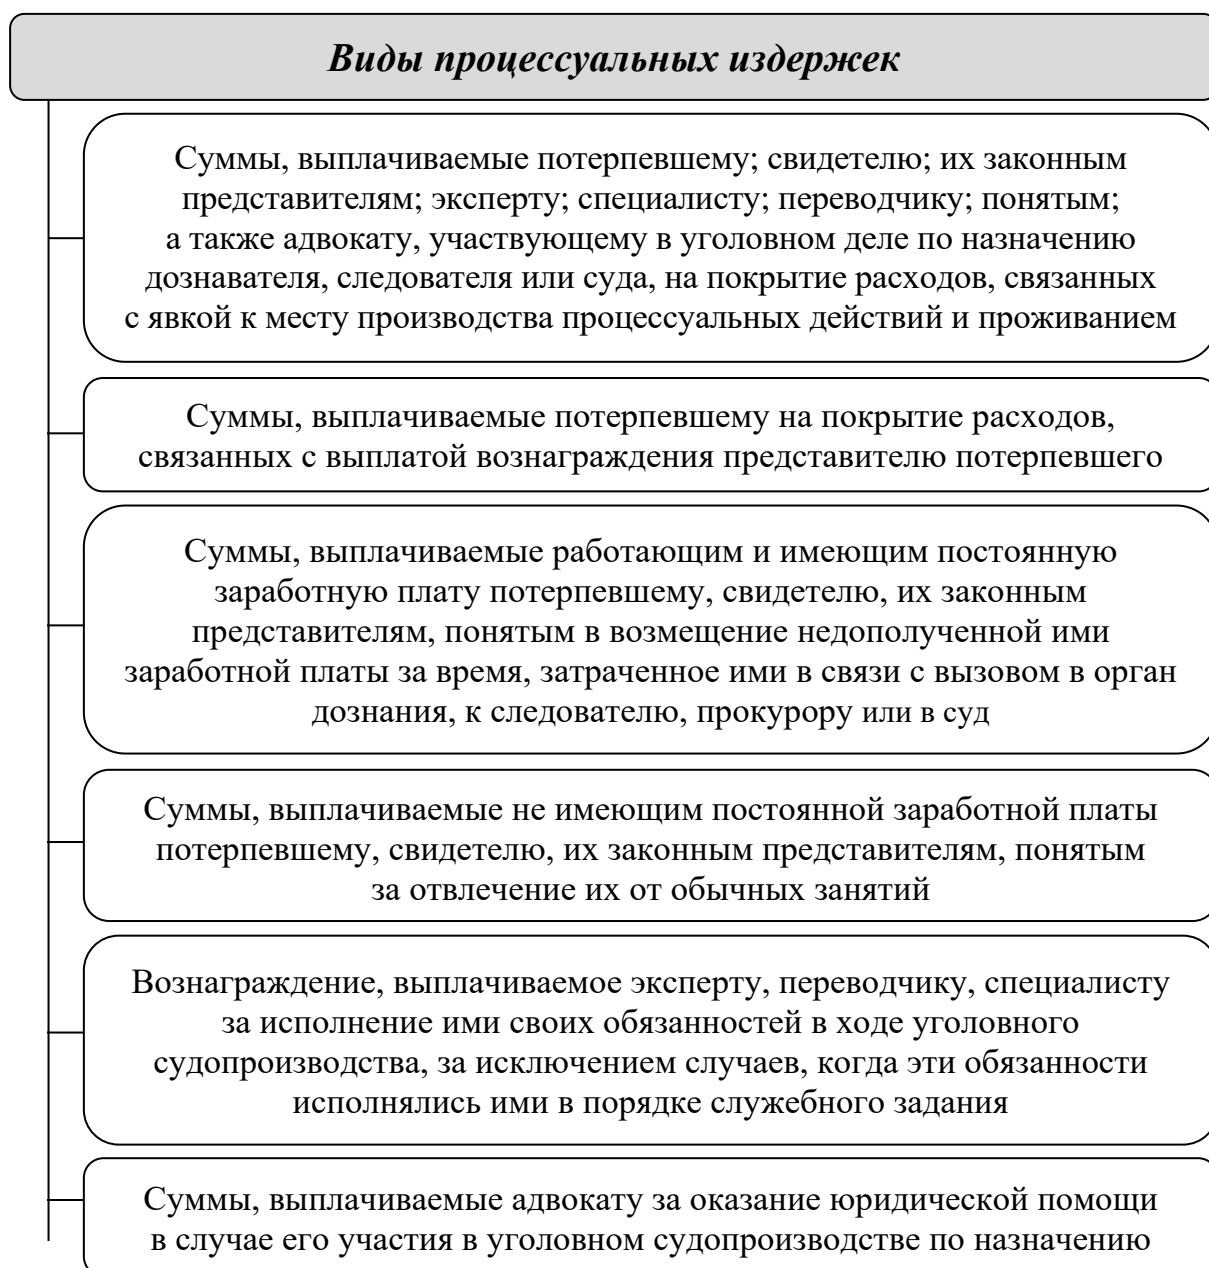 Виды процессуальных издержек
Суммы, выплачиваемые потерпевшему; свидетелю; их законным
представителям; эксперту; специалисту; переводчику; понятым;
а также адвокату, участвующему в уголовном деле по назначению
дознавателя, следователя или суда, на покрытие расходов, связанных
с явкой к месту производства процессуальных действий и проживанием
Суммы, выплачиваемые потерпевшему на покрытие расходов,
связанных с выплатой вознаграждения представителю потерпевшего
Суммы, выплачиваемые работающим и имеющим постоянную
заработную плату потерпевшему, свидетелю, их законным
представителям, понятым в возмещение недополученной ими
заработной платы за время, затраченное ими в связи с вызовом в орган
дознания, к следователю, прокурору или в суд
Суммы, выплачиваемые не имеющим постоянной заработной платы
потерпевшему, свидетелю, их законным представителям, понятым
за отвлечение их от обычных занятий
Вознаграждение, выплачиваемое эксперту, переводчику, специалисту
за исполнение ими своих обязанностей в ходе уголовного
судопроизводства, за исключением случаев, когда эти обязанности
исполнялись ими в порядке служебного задания
Суммы, выплачиваемые адвокату за оказание юридической помощи
в случае его участия в уголовном судопроизводстве по назначению